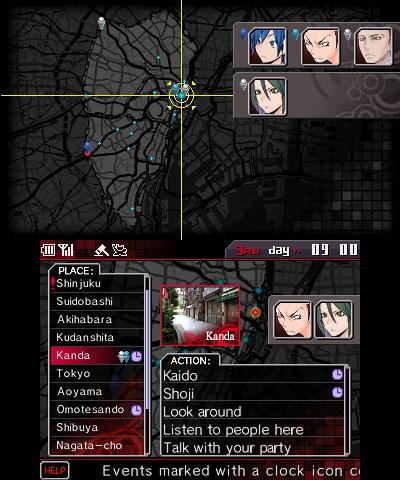 3rd day 09 00
PLACE:
Shinjuku
Suidobashi
Akihabara
Kudanshita
Kanda
Tokyo
Aoyama
Omotesando
Shibuya
Nagata-cho
Kanda
ACTION:
Kaido
Shoji
Look around
Listen to people here
Talk with your party
HELP
Events marked with a clock icon c